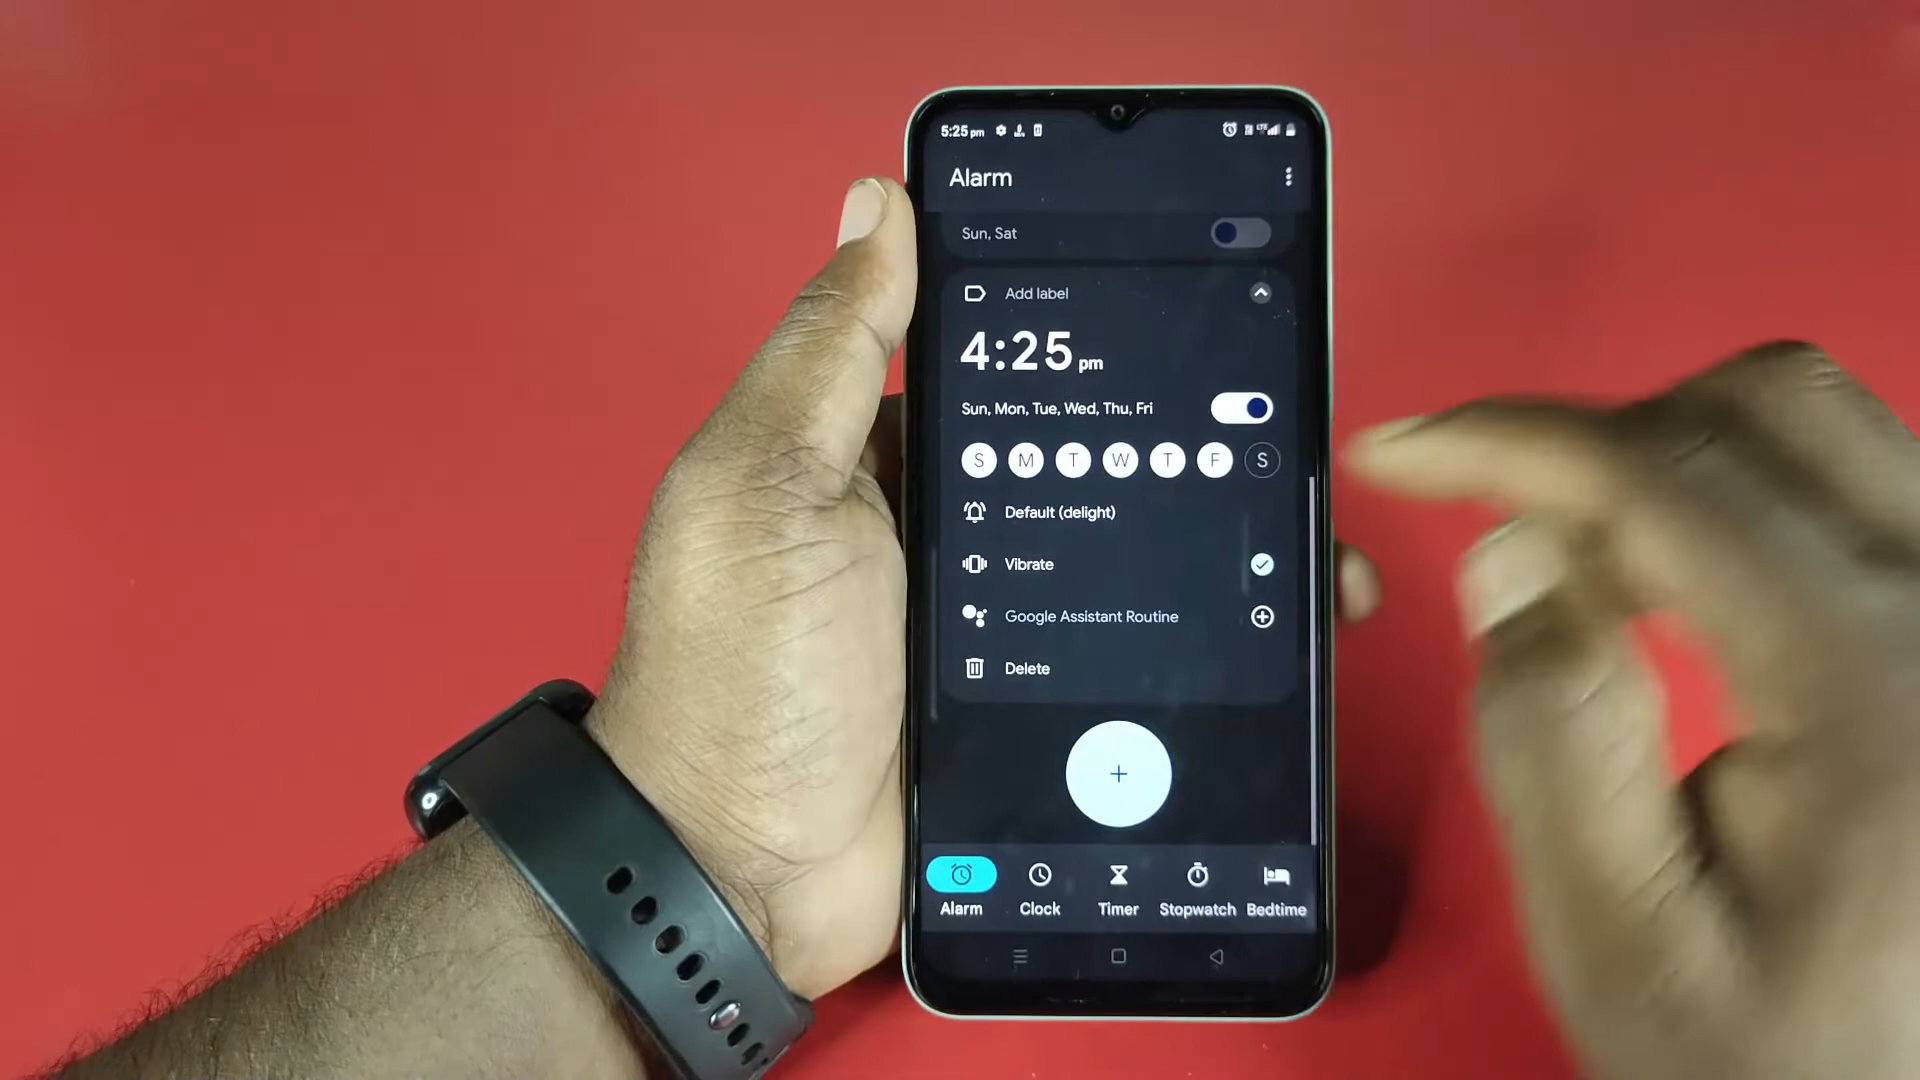 5:25 pm
Alarm
Sun, Sat
Add label
4:25 pm
Sun, Mon, Tue, Wed, Thu, Fri
S M T W T F S
Default (delight)
Vibrate
Google Assistant Routine
Delete
Alarm Clock Timer Stopwatch Bedtime